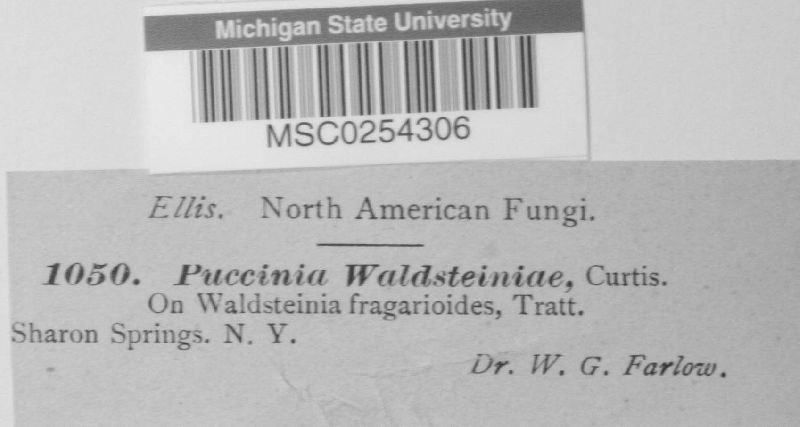 Michigan State University
MSC0254306
Ellis. North American Fungi.
1050. Puccinia Waldsteiniae, Curtis.
On Waldsteinia fragarioides, Tratt.
Sharon Springs. N. Y.
Dr. W. G. Farlow.